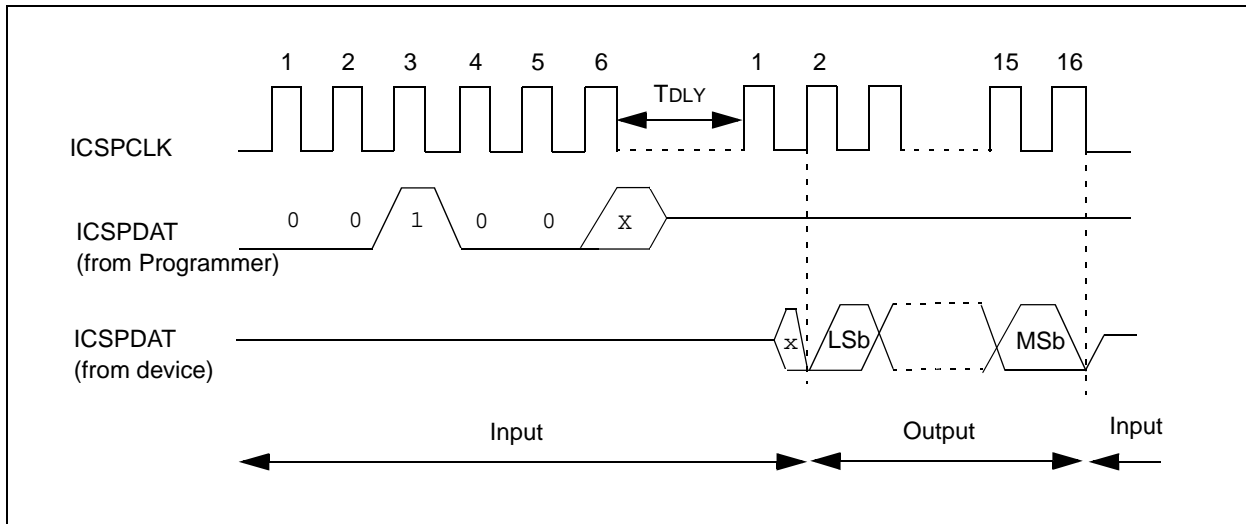 1 2 3 4 5 6 1 2 15 16
TDLY
ICSPCLK
ICSPDAT
(from Programmer)
0 0 1 0 0 x
ICSPDAT
(from device)
x LSb MSb
Input Output Input